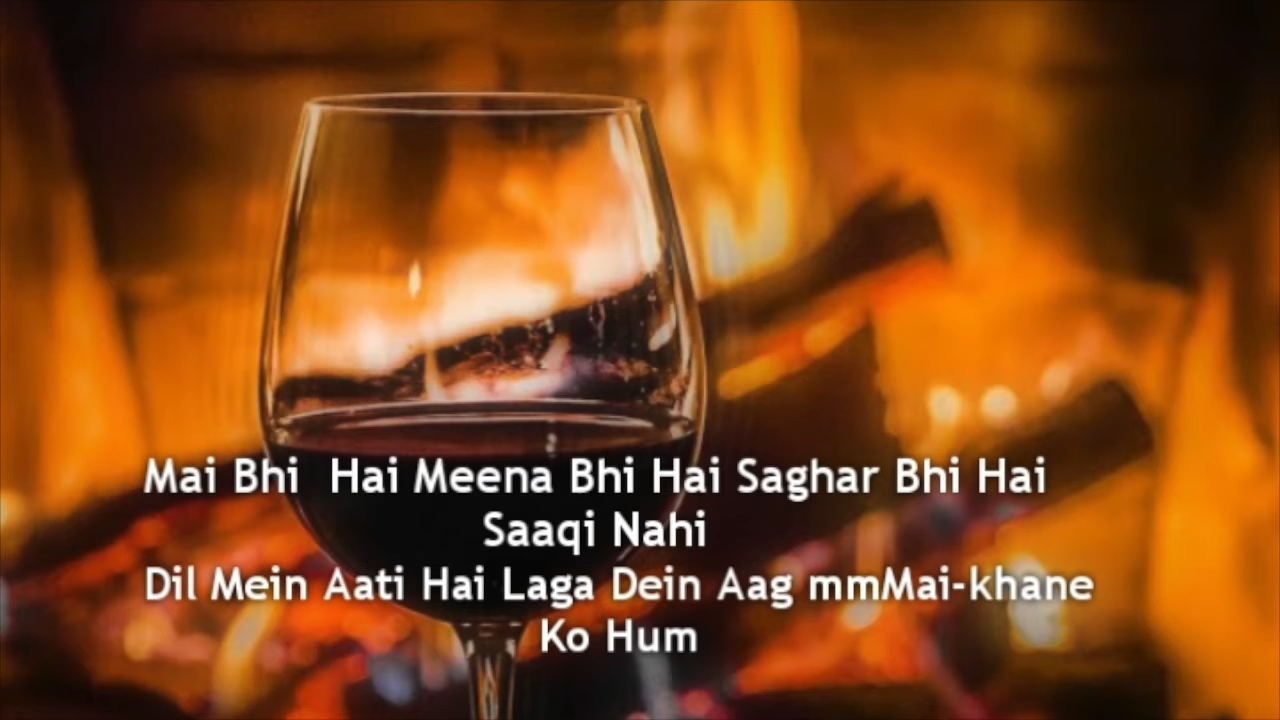 Mai Bhi  Hai Meena Bhi Hai Saghar Bhi Hai
Saaqi Nahi
Dil Mein Aati Hai Laga Dein Aag mmMai-khane
Ko Hum